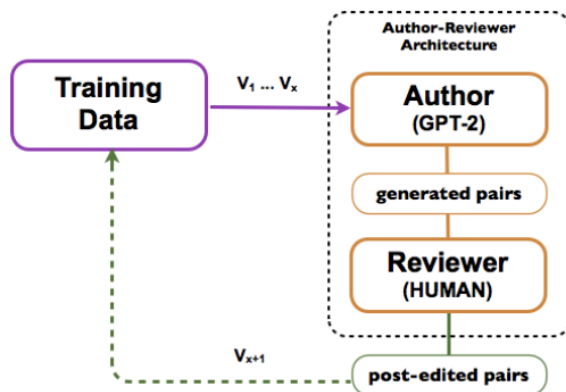 Author-Reviewer
Architecture
Training
Data
V1 ... Vx
Author
(GPT-2)
generated pairs
Reviewer
(HUMAN)
Vx+1
post-edited pairs